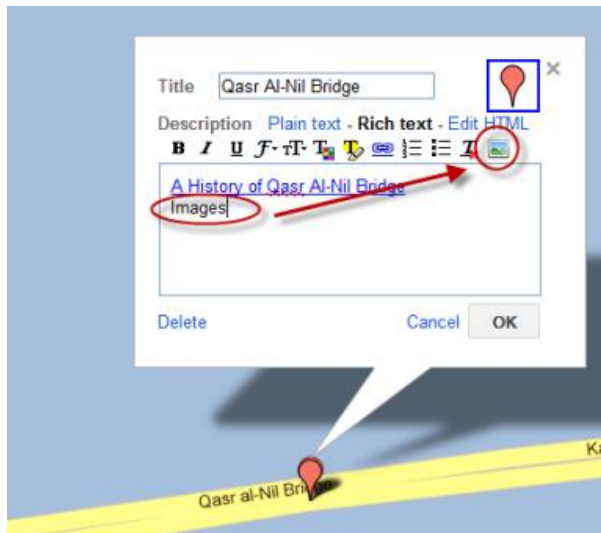 Title Qasr Al-Nil Bridge
Description Plain text - Rich text - Edit HTML
A History of Qasr Al-Nil Bridge
Images
Delete Cancel OK
Ka
Qasr al-Nil Bridge